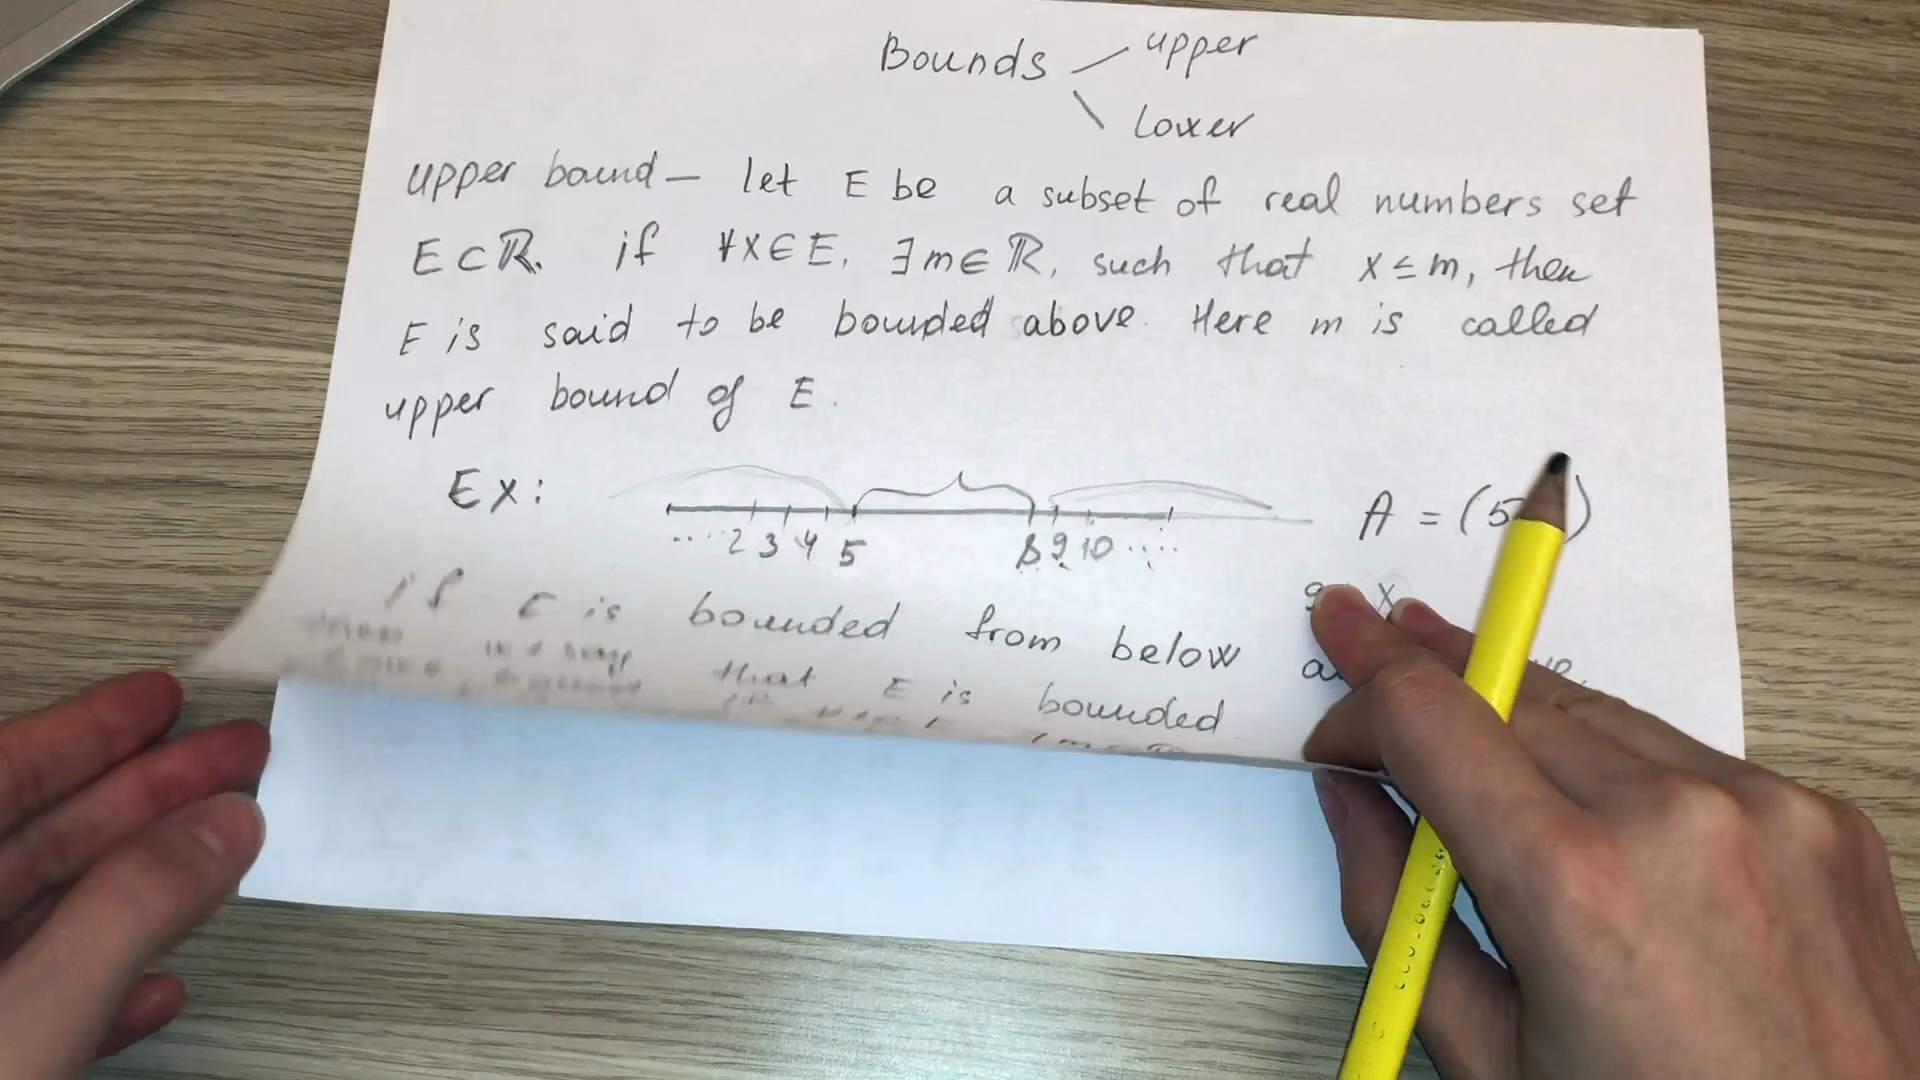 Bounds upper
Lower
upper bound — let E be a subset of real numbers set
E⊂ℝ. if ∀x∈E, ∃m∈ℝ, such that x≤m, then
E is said to be bounded above. Here m is called
upper bound of E.
Ex: A = (5 )
.... 2 3 4 5 8 9 10 ....
if E is bounded from below
that E is bounded